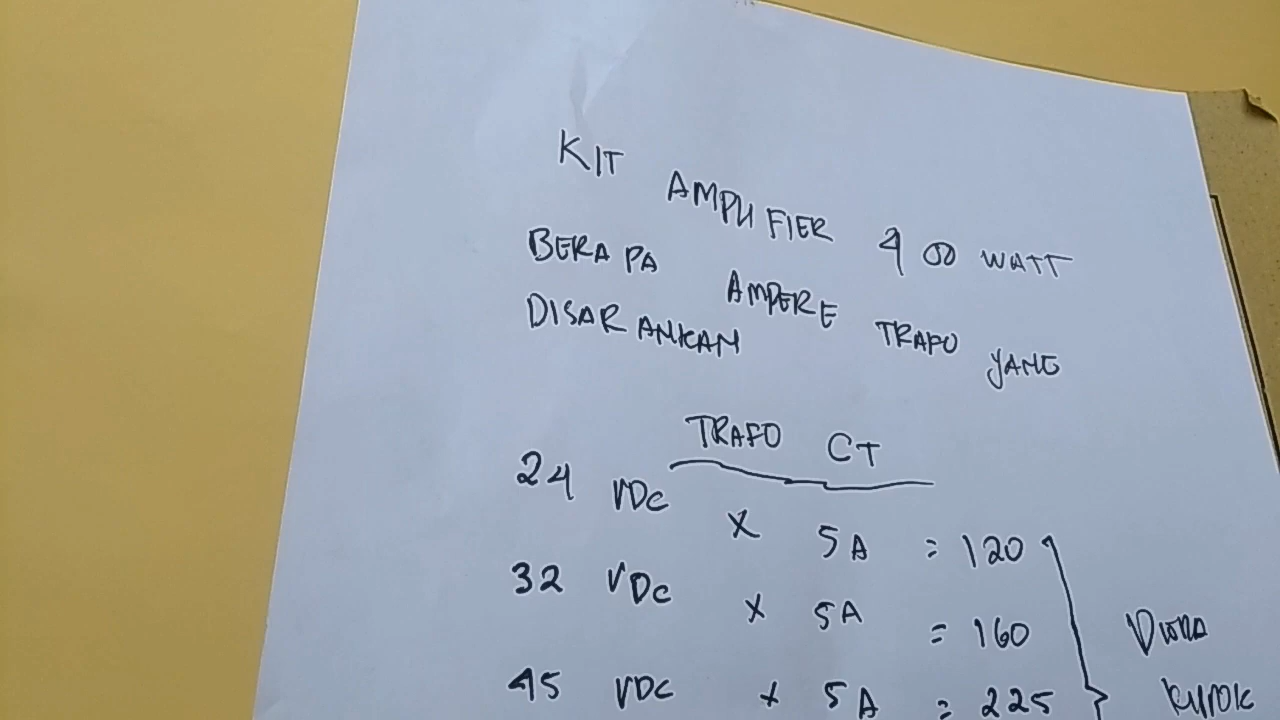 KIT AMPLIFIER 400 WATT
BERAPA AMPERE TRAFO YANG
DISARANKAN
TRAFO CT
24 VDC x 5A = 120
32 VDC x 5A = 160
45 VDC x 5A = 225